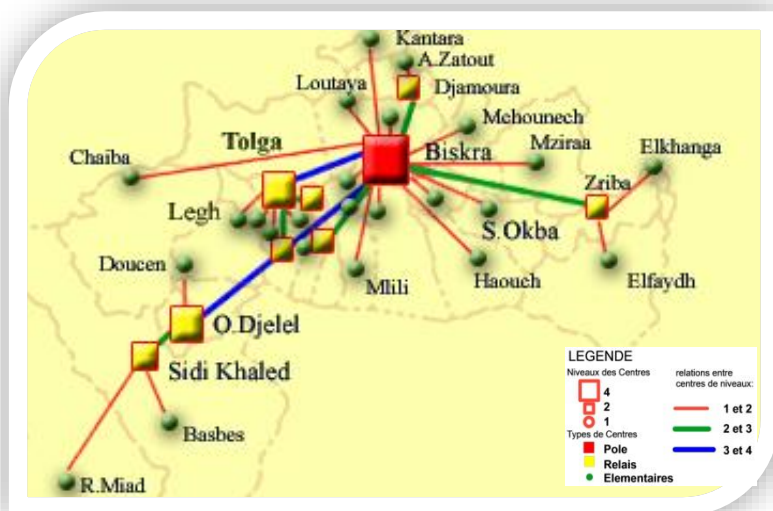 Kantara
A.Zatout
Loutaya
Djamoura
Mehounech
Tolga
Biskra
Mziraa
Elkhanga
Chaiba
Zriba
Legh
S.Okba
Doucen
Mlili
Haouch
Elfaydh
O.Djelel
Sidi Khaled
Basbes
R.Miad
LEGENDE
Niveaux des Centres
4
2
1
Types de Centres
Pole
Relais
Elementaires
relations entre
centres de niveaux:
1 et 2
2 et 3
3 et 4